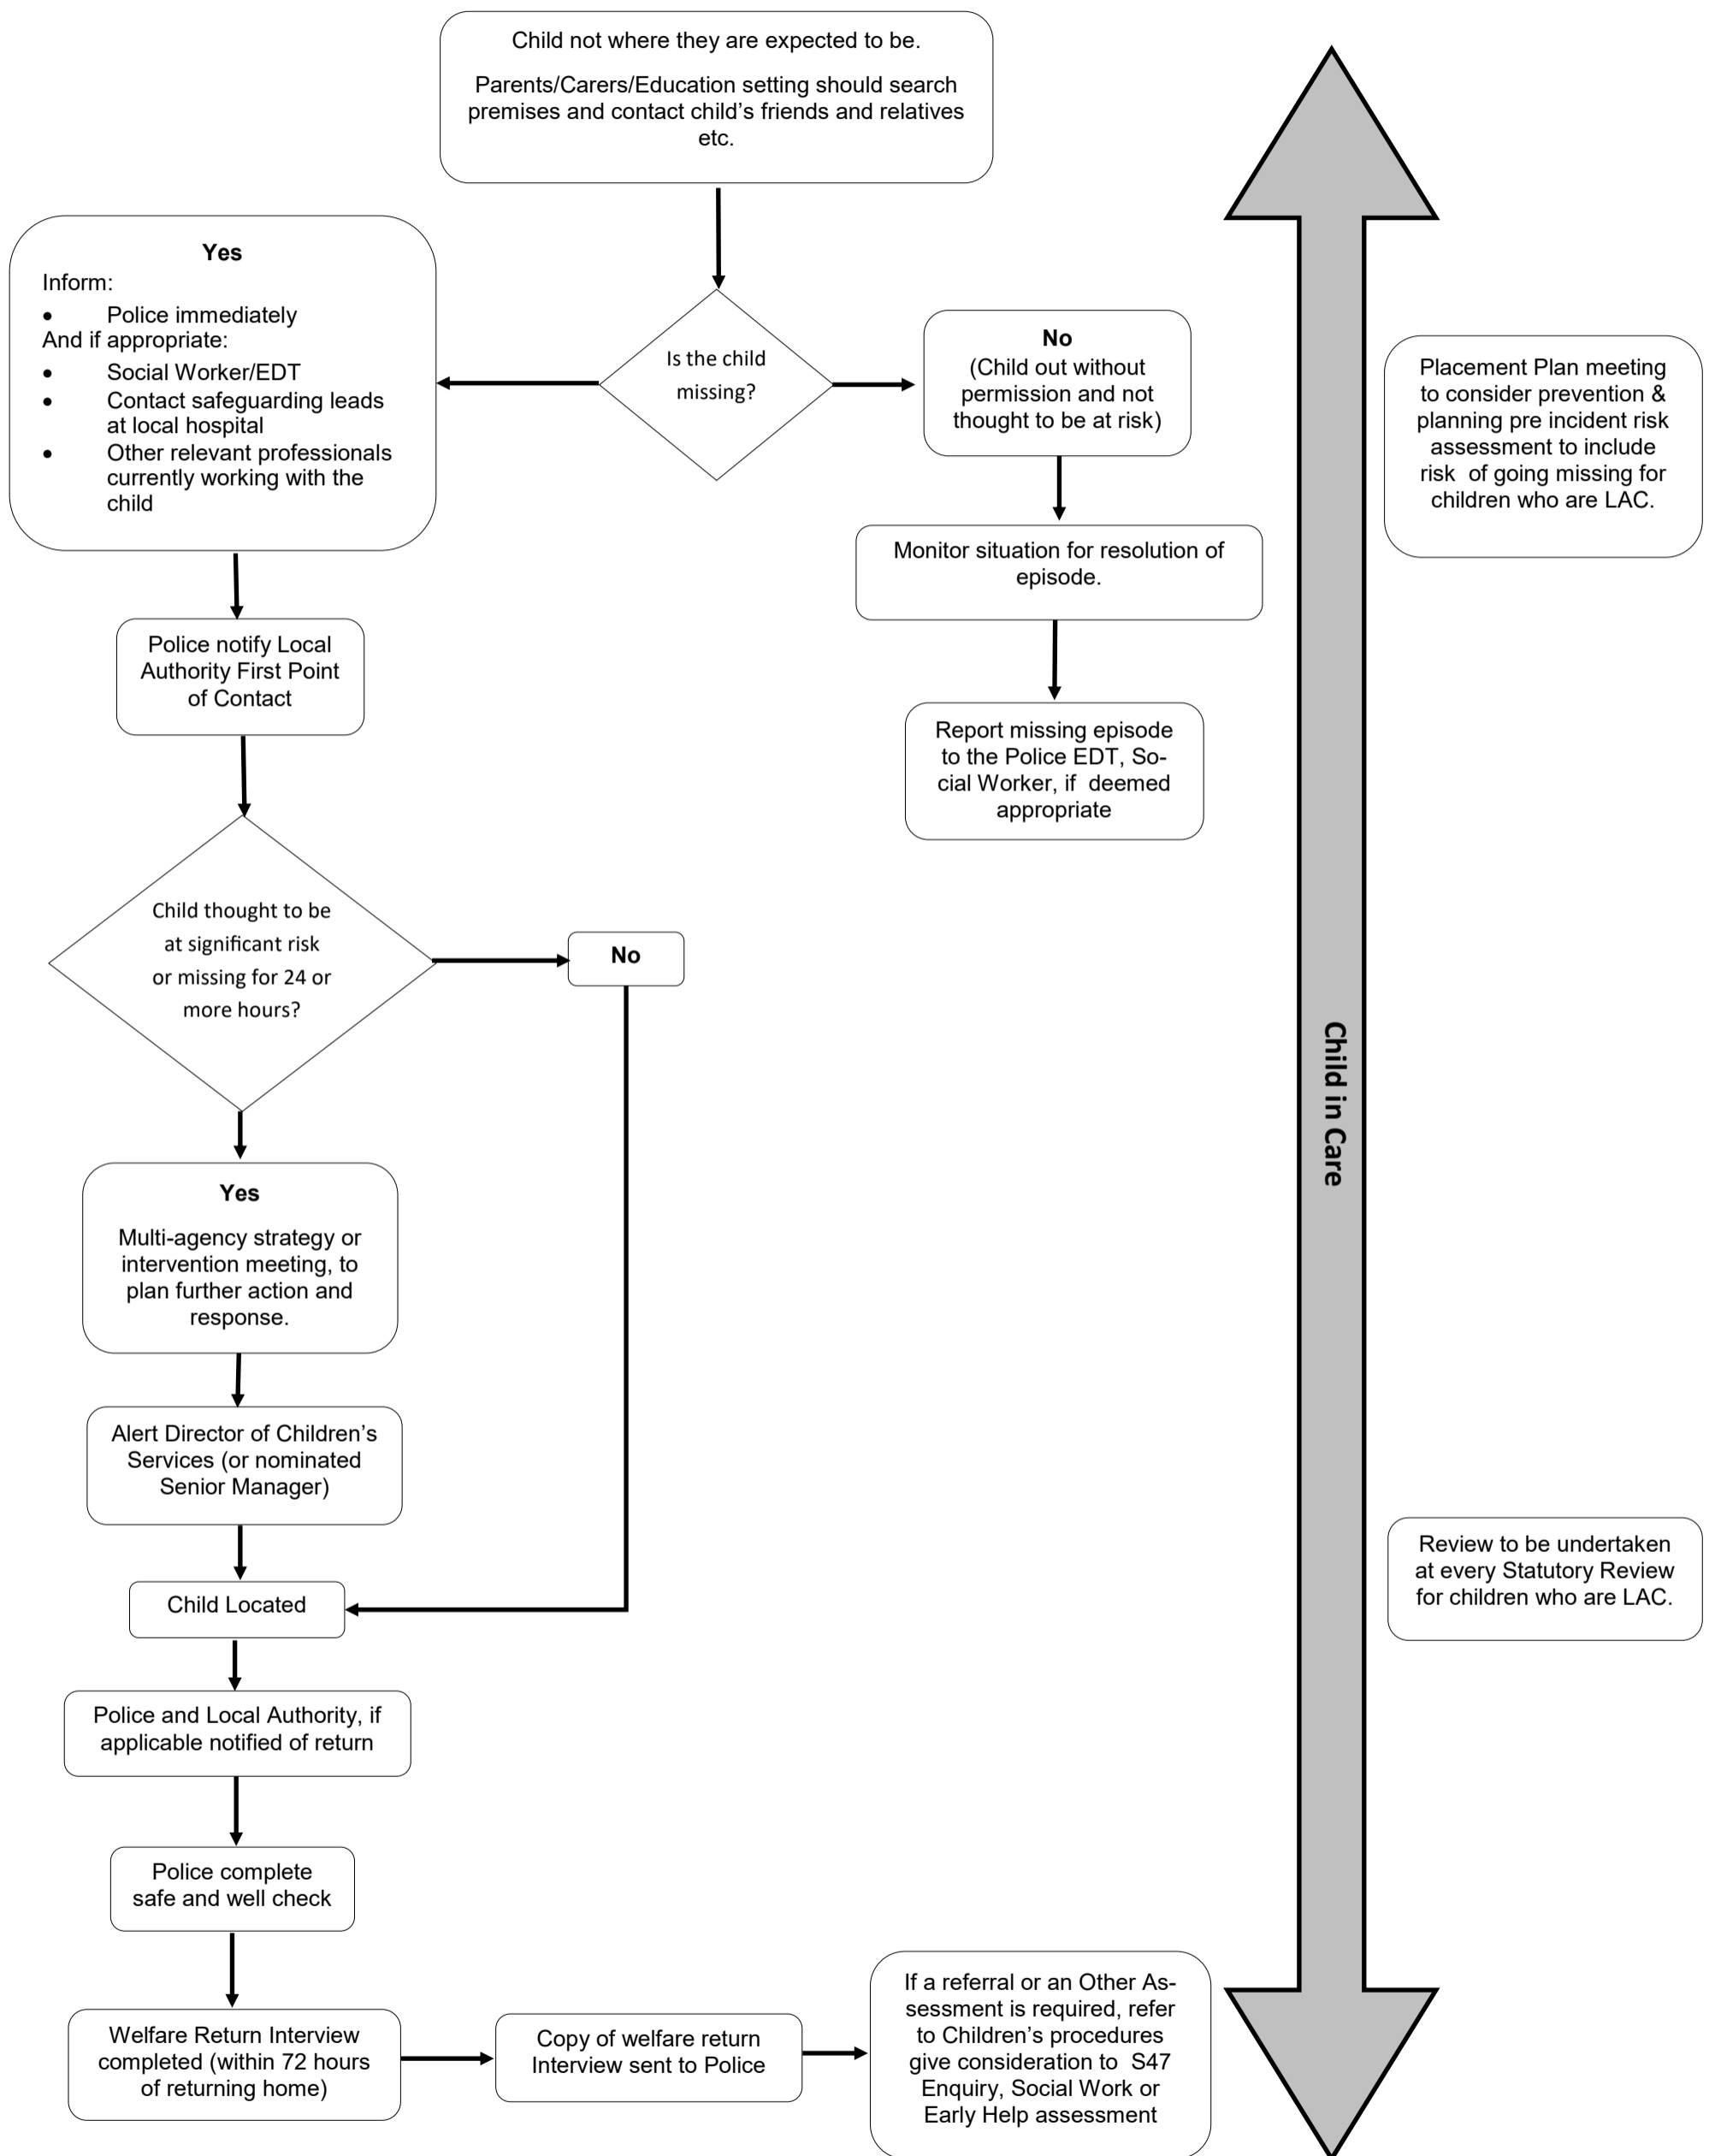 Child not where they are expected to be.
Parents/Carers/Education setting should search
premises and contact child’s friends and relatives
etc.
Yes
Inform:
• Police immediately
And if appropriate:
• Social Worker/EDT
• Contact safeguarding leads
at local hospital
• Other relevant professionals
currently working with the
child
Is the child
missing?
No
(Child out without
permission and not
thought to be at risk)
Placement Plan meeting
to consider prevention &
planning pre incident risk
assessment to include
risk of going missing for
children who are LAC.
Monitor situation for resolution of
episode.
Police notify Local
Authority First Point
of Contact
Report missing episode
to the Police EDT, So-
cial Worker, if deemed
appropriate
Child thought to be
at significant risk
or missing for 24 or
more hours?
No
Child in Care
Yes
Multi-agency strategy or
intervention meeting, to
plan further action and
response.
Alert Director of Children’s
Services (or nominated
Senior Manager)
Review to be undertaken
at every Statutory Review
for children who are LAC.
Child Located
Police and Local Authority, if
applicable notified of return
Police complete
safe and well check
Welfare Return Interview
completed (within 72 hours
of returning home)
Copy of welfare return
Interview sent to Police
If a referral or an Other As-
sessment is required, refer
to Children’s procedures
give consideration to S47
Enquiry, Social Work or
Early Help assessment